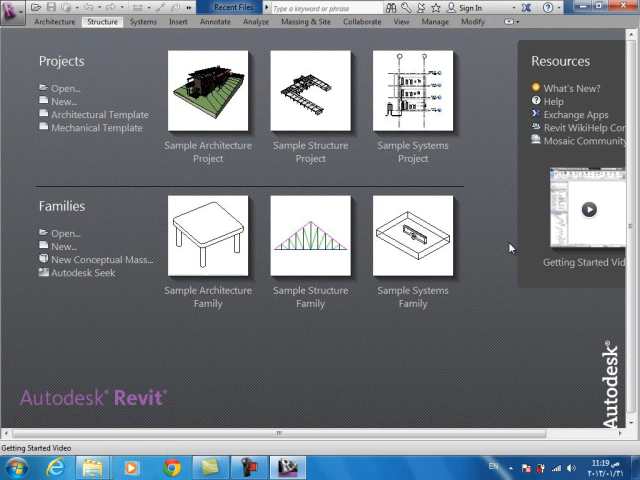 Recent Files
Type a keyword or phrase
Sign In
Architecture Structure Systems Insert Annotate Analyze Massing & Site Collaborate View Manage Modify
Projects
Open...
New...
Architectural Template
Mechanical Template
Sample Architecture
Project
Sample Structure
Project
Sample Systems
Project
Families
Open...
New...
New Conceptual Mass...
Autodesk Seek
Sample Architecture
Family
Sample Structure
Family
Sample Systems
Family
Resources
What's New?
Help
Exchange Apps
Revit WikiHelp Cor
Mosaic Community
Getting Started Vid
Autodesk®
Autodesk® Revit®
Getting Started Video
EN
11:19 ص